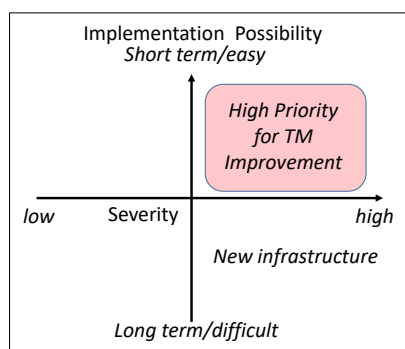 Implementation Possibility
Short term/easy
High Priority
for TM
Improvement
low
Severity
high
New infrastructure
Long term/difficult